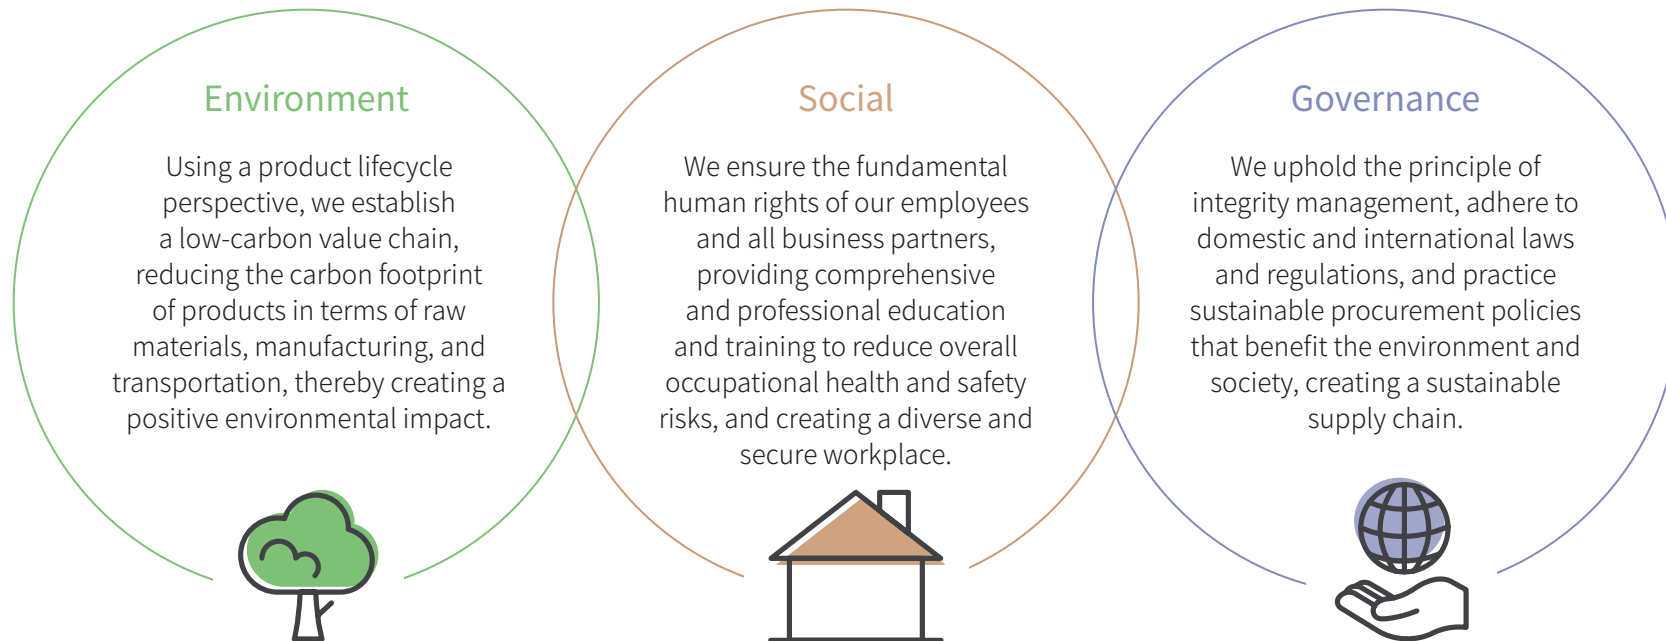 Environment
Using a product lifecycle
perspective, we establish
a low-carbon value chain,
reducing the carbon footprint
of products in terms of raw
materials, manufacturing, and
transportation, thereby creating a
positive environmental impact.
Social
We ensure the fundamental
human rights of our employees
and all business partners,
providing comprehensive
and professional education
and training to reduce overall
occupational health and safety
risks, and creating a diverse and
secure workplace.
Governance
We uphold the principle of
integrity management, adhere to
domestic and international laws
and regulations, and practice
sustainable procurement policies
that benefit the environment and
society, creating a sustainable
supply chain.